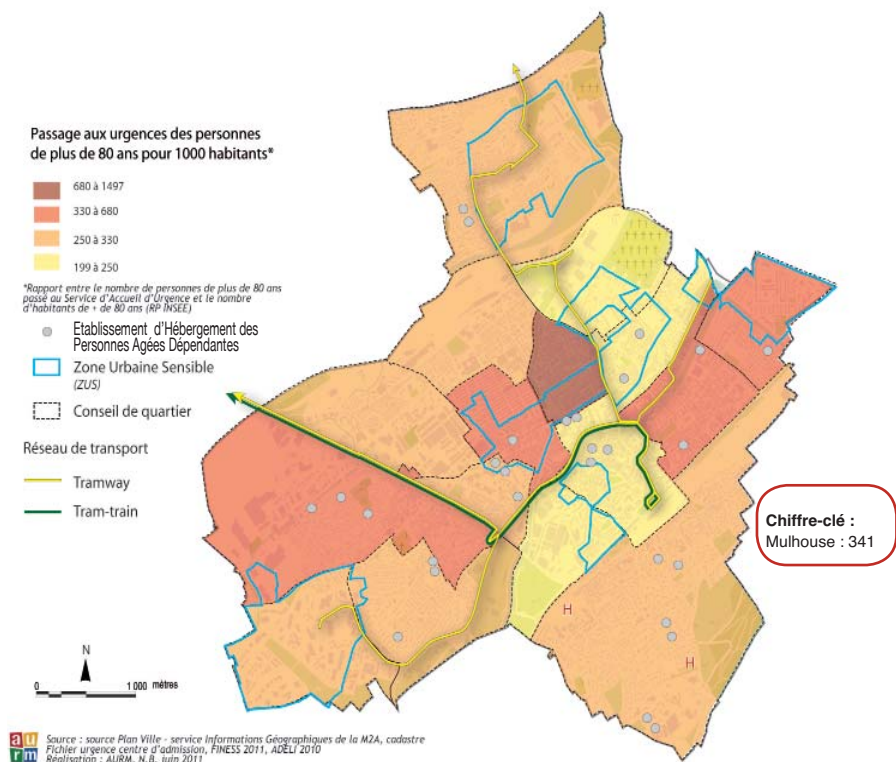 Passage aux urgences des personnes
de plus de 80 ans pour 1000 habitants*
680 à 1497
330 à 680
250 à 330
199 à 250
*Rapport entre le nombre de personnes de plus de 80 ans
passé au Service d'Accueil d'Urgence et le nombre
d'habitants de + de 80 ans (RP INSEE)
Etablissement d'Hébergement des
Personnes Agées Dépendantes
Zone Urbaine Sensible
(ZUS)
Conseil de quartier
Réseau de transport
Tramway
Tram-train
Chiffre-clé :
Mulhouse : 341
H
H
N
0 1 000 mètres
aurm
Source : source Plan Ville - service Informations Géographiques de la M2A, cadastre
Fichier urgence centre d'admission, FINESS 2011, ADELI 2010
Réalisation : AURM, N.B. juin 2011